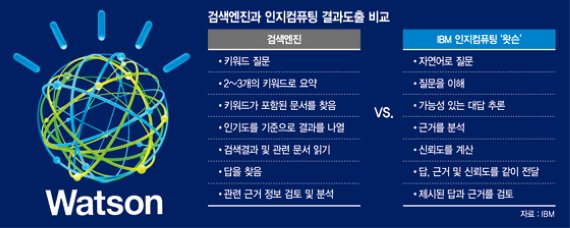 검색엔진과 인지컴퓨팅 결과도출 비교
검색엔진
• 키워드 질문
• 2~3개의 키워드로 요약
• 키워드가 포함된 문서를 찾음
• 인기도를 기준으로 결과를 나열
• 검색결과 및 관련 문서 읽기
• 답을 찾음
• 관련 근거 정보 검토 및 분석
VS.
IBM 인지컴퓨팅 '왓슨'
• 자연어로 질문
• 질문을 이해
• 가능성 있는 대답 추론
• 근거를 분석
• 신뢰도를 계산
• 답, 근거 및 신뢰도를 같이 전달
• 제시된 답과 근거를 검토
Watson
자료 : IBM